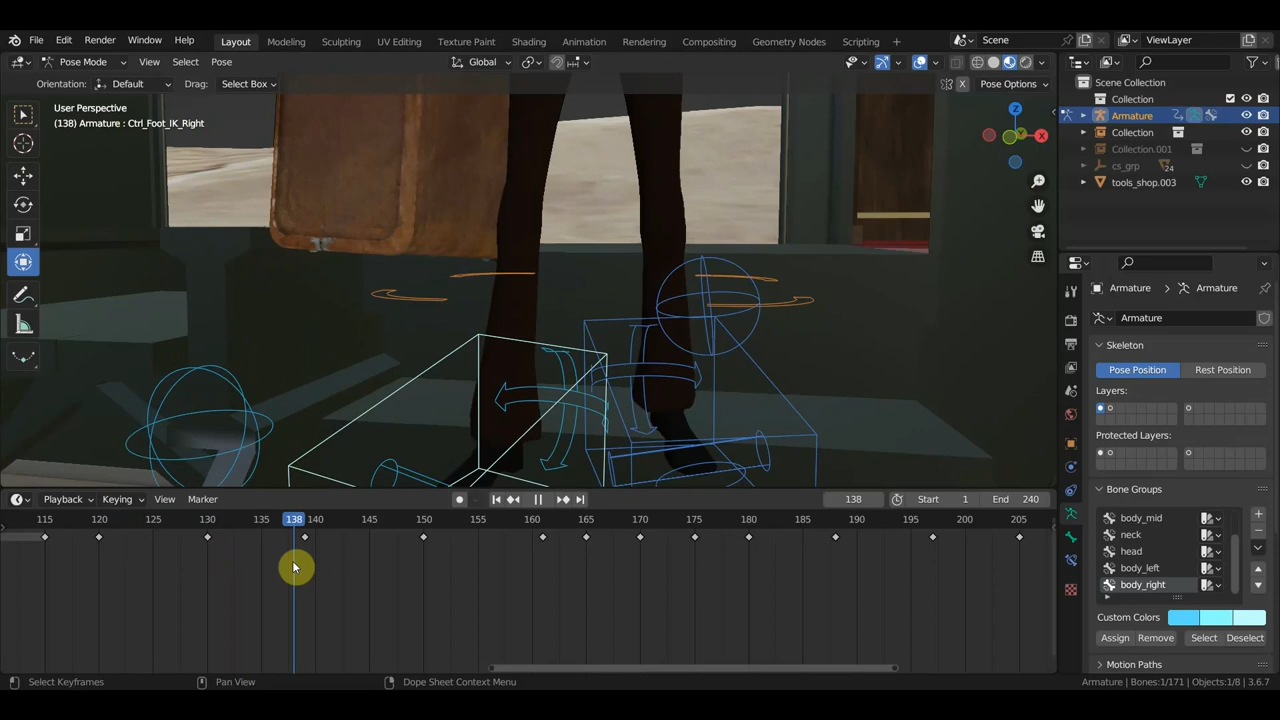 File Edit Render Window Help Layout Modeling Sculpting UV Editing Texture Paint Shading Animation Rendering Compositing Geometry Nodes Scripting + Scene ViewLayer
Pose Mode View Select Pose Global
Orientation: Default Drag: Select Box X Pose Options
User Perspective
(138) Armature : Ctrl_Foot_IK_Right
Z
X
Y
Scene Collection
Collection
Armature
Collection
Collection.001
cs_grp 24
tools_shop.003
Armature Armature
Armature
Skeleton
Pose Position Rest Position
Layers:
Protected Layers:
Bone Groups
body_mid
neck
head
body_left
body_right
Custom Colors
Assign Remove Select Deselect
Motion Paths
Playback Keying View Marker 138 Start 1 End 240
115 120 125 130 135 138 140 145 150 155 160 165 170 175 180 185 190 195 200 205
Select Keyframes Pan View Dope Sheet Context Menu Armature | Bones:1/171 | Objects:1/8 | 3.6.7